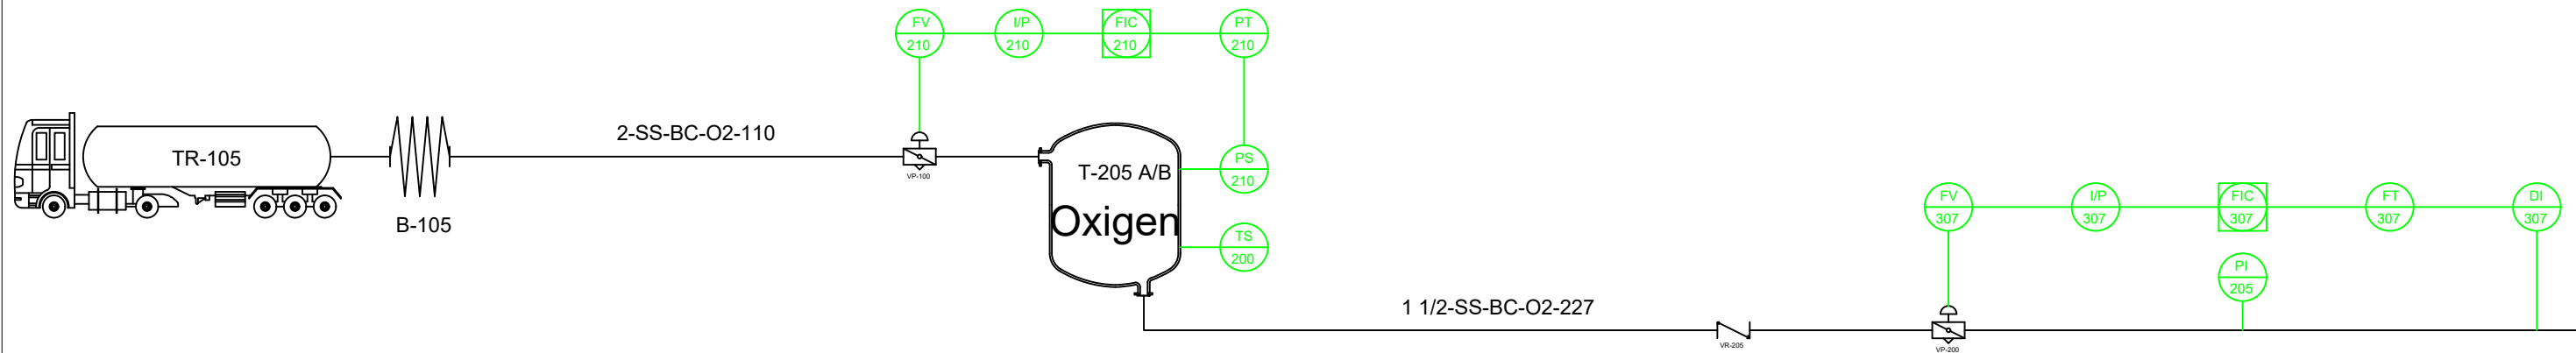 FV
210
I/P
210
FIC
210
PT
210
2-SS-BC-O2-110
TR-105
B-105
VP-100
T-205 A/B
Oxigen
PS
210
TS
200
FV
307
I/P
307
FIC
307
FT
307
DI
307
PI
205
1 1/2-SS-BC-O2-227
VR-205
VP-200